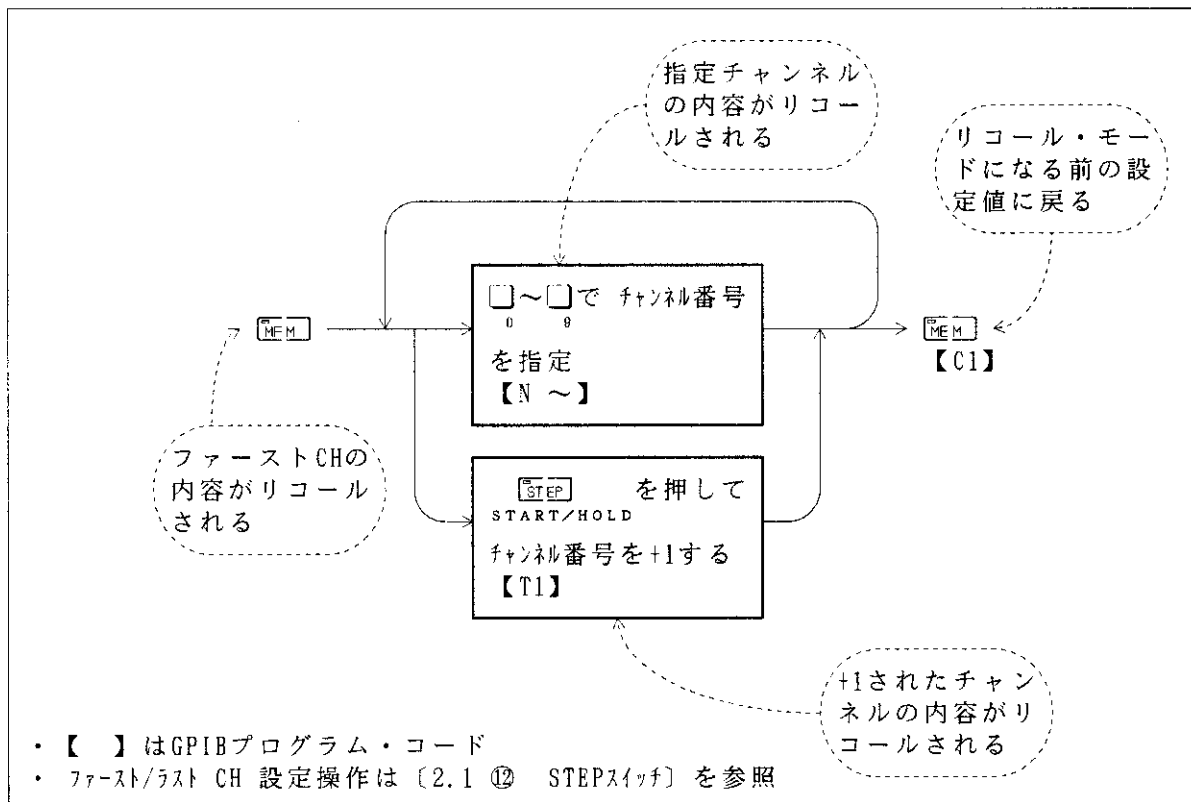 指定チャンネル
の内容がリコー
ルされる
リコール・モー
ドになる前の設
定値に戻る
□～□で ﾁｬﾝﾈﾙ番号
0 9
を指定
【N ～】
MEM
MEM
【C1】
ファーストCHの
内容がリコール
される
STEP を押して
START/HOLD
ﾁｬﾝﾈﾙ番号を+1する
【T1】
+1されたチャン
ネルの内容がリ
コールされる
・【 】はGPIBプログラム・コード
・ ﾌｧｰｽﾄ/ﾗｽﾄ CH 設定操作は〔2.1 ⑫ STEPｽｲｯﾁ〕を参照